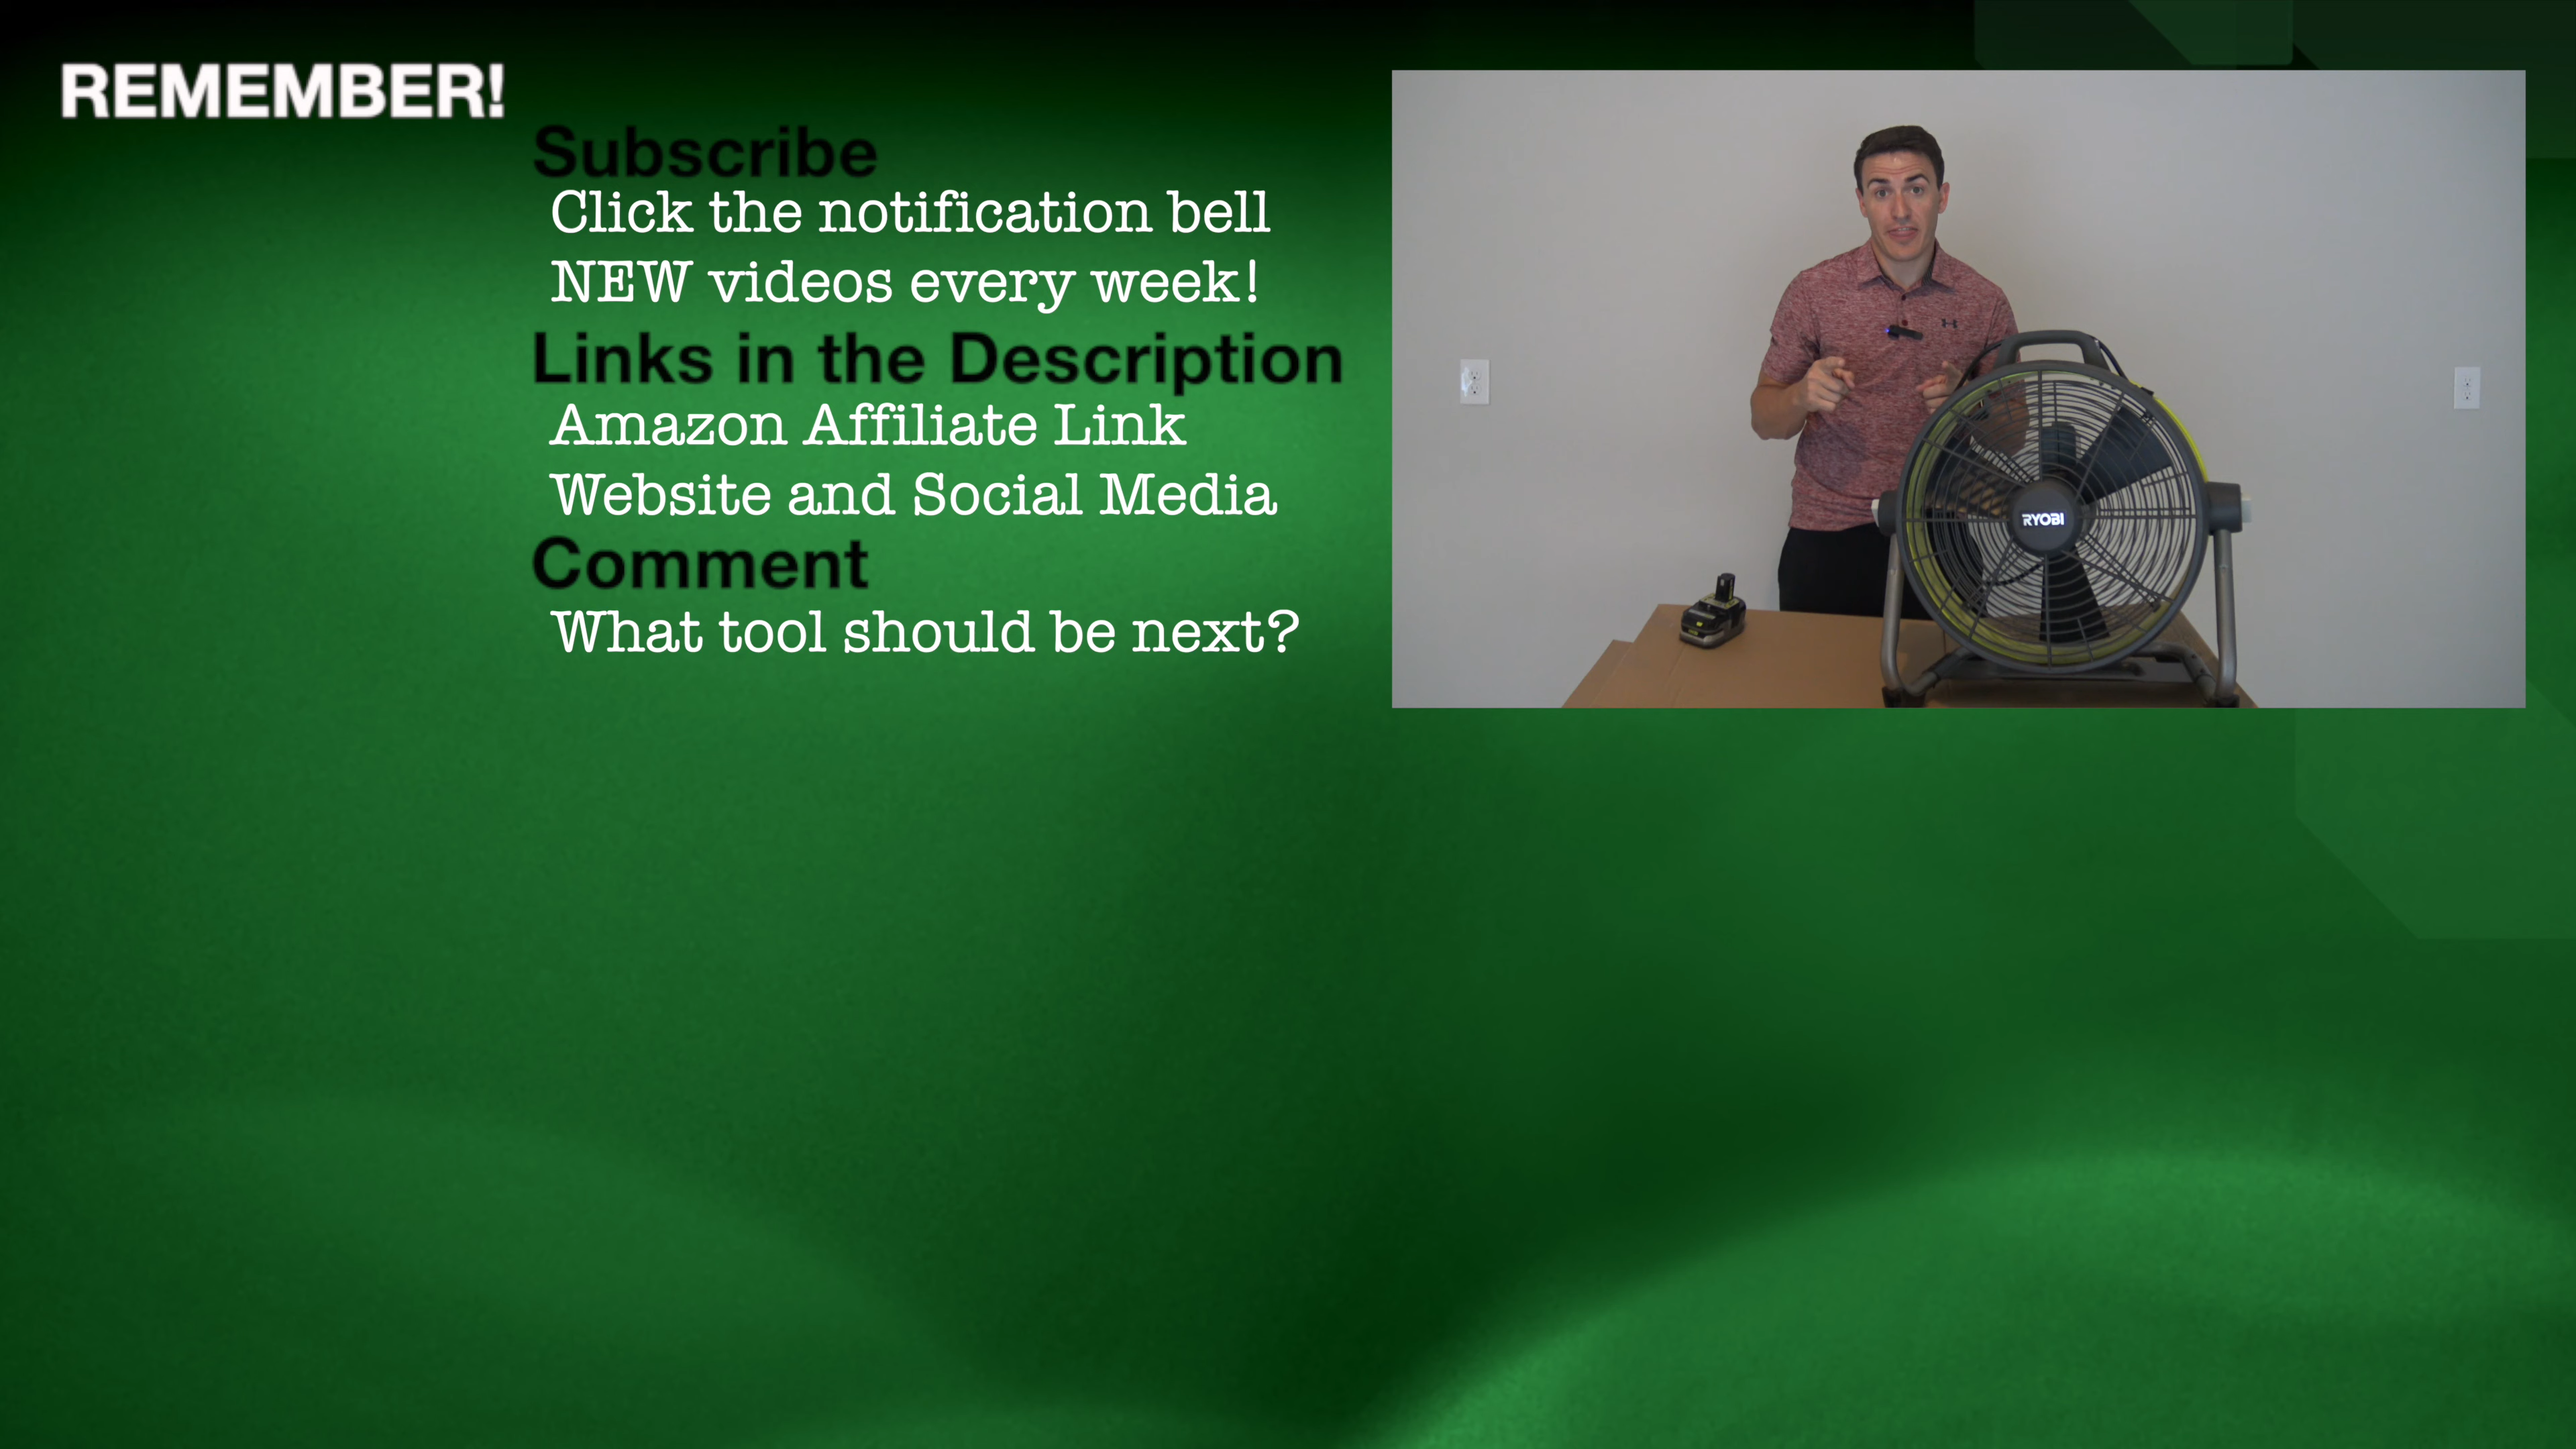 REMEMBER!
Subscribe
Click the notification bell
NEW videos every week!
Links in the Description
Amazon Affiliate Link
Website and Social Media
Comment
What tool should be next?
RYOBI